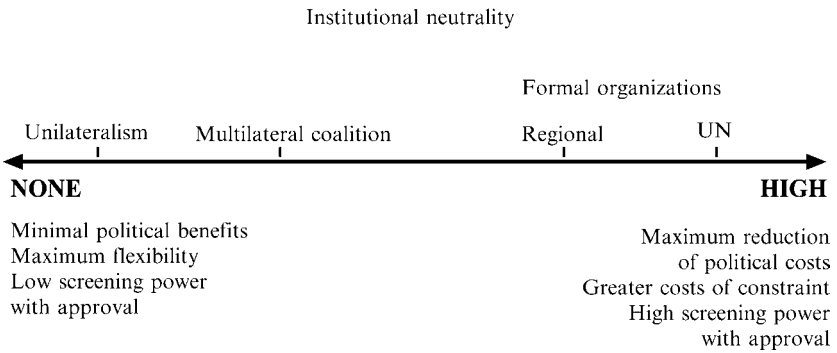 Institutional neutrality
Formal organizations
Unilateralism
Multilateral coalition
Regional
UN
NONE
HIGH
Minimal political benefits
Maximum flexibility
Low screening power
with approval
Maximum reduction
of political costs
Greater costs of constraint
High screening power
with approval